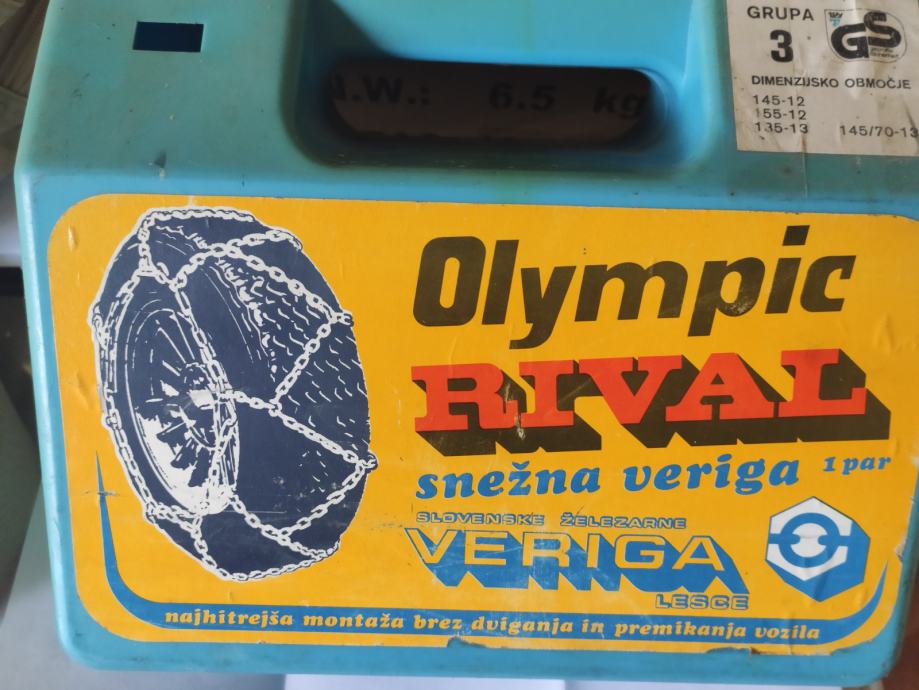 GRUPA
3
GS
DIMENZIJSKO OBMOČJE
145-12
155-12
135-13 145/70-13
N.W.: 6.5 kg
Olympic
RIVAL
snežna veriga 1 par
SLOVENSKE ŽELEZARNE
VERIGA
LESCE
najhitrejša montaža brez dviganja in premikanja vozila